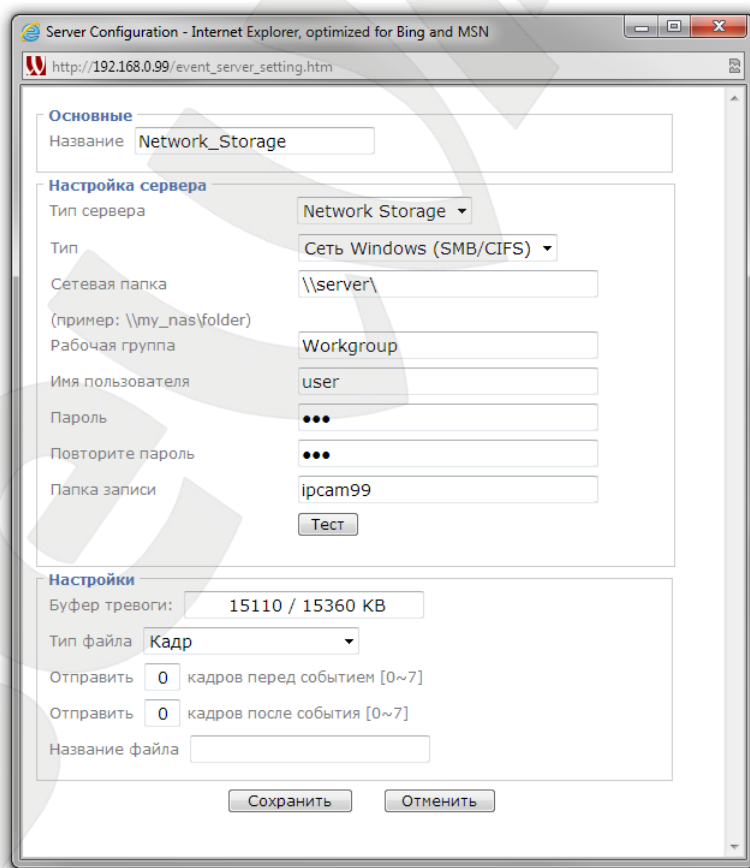 Server Configuration - Internet Explorer, optimized for Bing and MSN
http://192.168.0.99/event_server_setting.htm
Основные
Название Network_Storage
Настройка сервера
Тип сервера Network Storage
Тип Сеть Windows (SMB/CIFS)
Сетевая папка \\server\
(пример: \\my_nas\folder)
Рабочая группа Workgroup
Имя пользователя user
Пароль •••
Повторите пароль •••
Папка записи ipcam99
Тест
Настройки
Буфер тревоги: 15110 / 15360 KB
Тип файла Кадр
Отправить 0 кадров перед событием [0~7]
Отправить 0 кадров после события [0~7]
Название файла
Сохранить Отменить